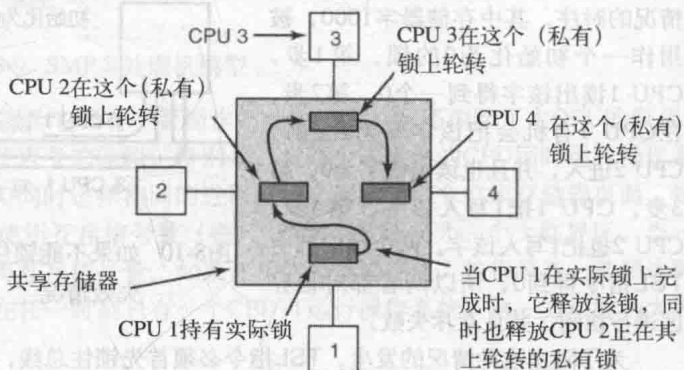 CPU 3
3
CPU 3在这个（私有）
锁上轮转
CPU 2在这个（私有）
锁上轮转
CPU 4 在这个（私有）
锁上轮转
2
4
共享存储器
CPU 1持有实际锁
1
当CPU 1在实际锁上完
成时，它释放该锁，同
时也释放CPU 2正在其
上轮转的私有锁